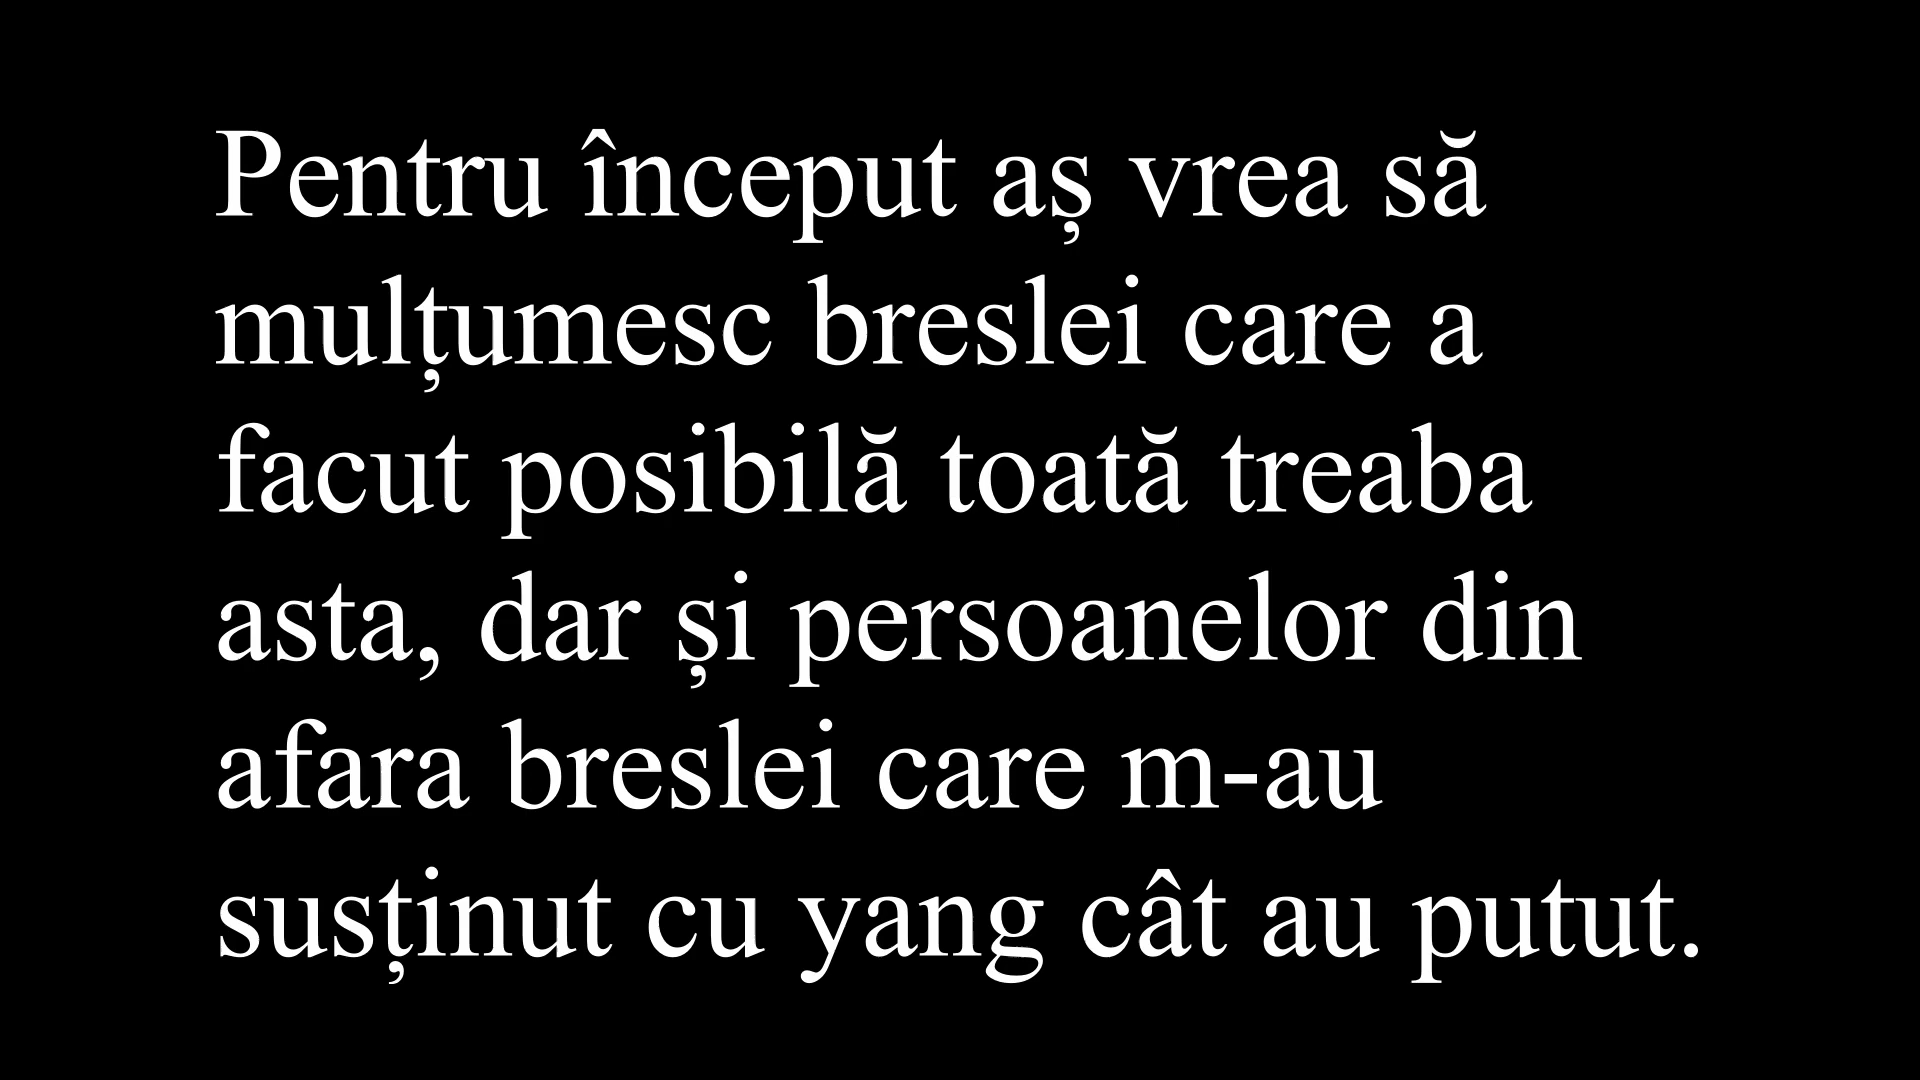 Pentru început aș vrea să
mulțumesc breslei care a
facut posibilă toată treaba
asta, dar și persoanelor din
afara breslei care m-au
susținut cu yang cât au putut.